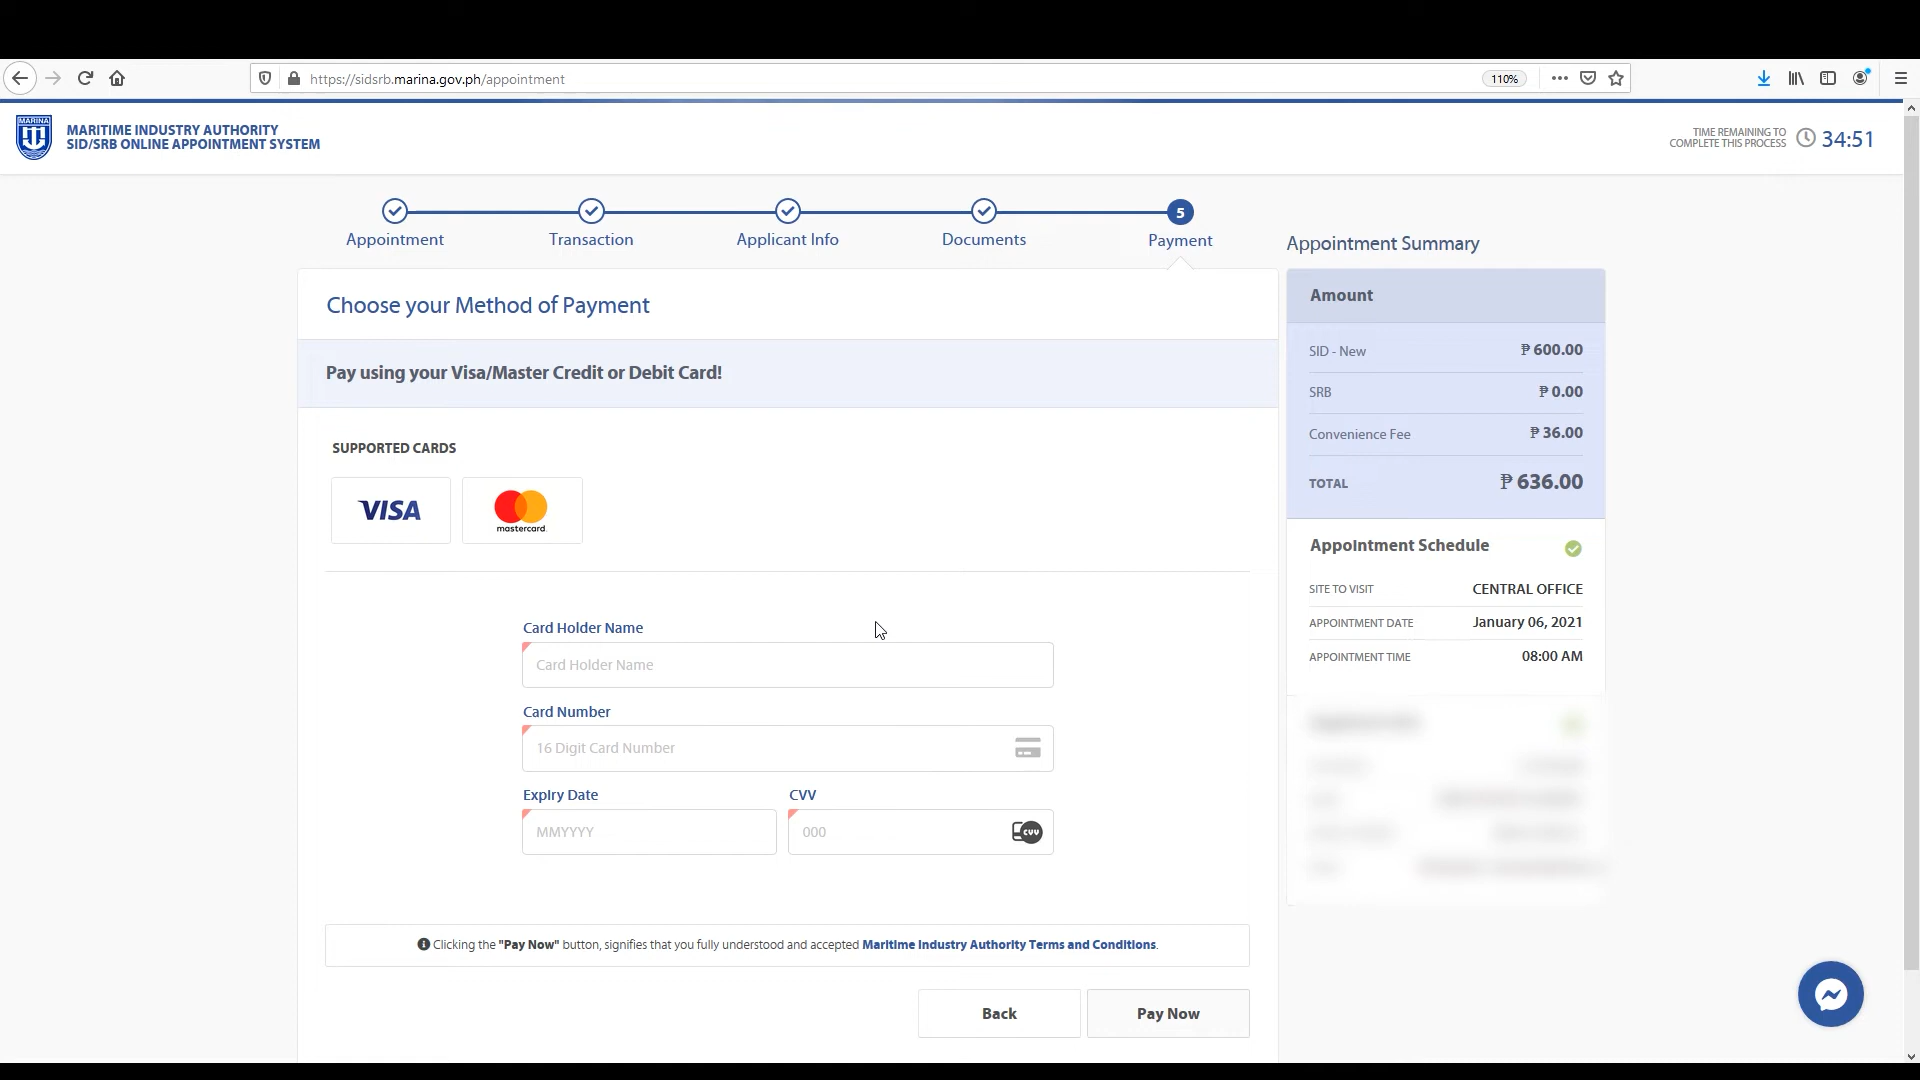 https://sidsrb.marina.gov.ph/appointment
110%
MARINA
MARITIME INDUSTRY AUTHORITY
SID/SRB ONLINE APPOINTMENT SYSTEM
TIME REMAINING TO
COMPLETE THIS PROCESS
34:51
Appointment
Transaction
Applicant Info
Documents
5
Payment
Choose your Method of Payment
Pay using your Visa/Master Credit or Debit Card!
SUPPORTED CARDS
VISA
mastercard.
Card Holder Name
Card Holder Name
Card Number
16 Digit Card Number
Expiry Date
CVV
MMYYYY
000
CVV
Clicking the "Pay Now" button, signifies that you fully understood and accepted Maritime Industry Authority Terms and Conditions.
Back
Pay Now
Appointment Summary
Amount
SID - New ₱ 600.00
SRB ₱ 0.00
Convenience Fee ₱ 36.00
TOTAL ₱ 636.00
Appointment Schedule
SITE TO VISIT CENTRAL OFFICE
APPOINTMENT DATE January 06, 2021
APPOINTMENT TIME 08:00 AM